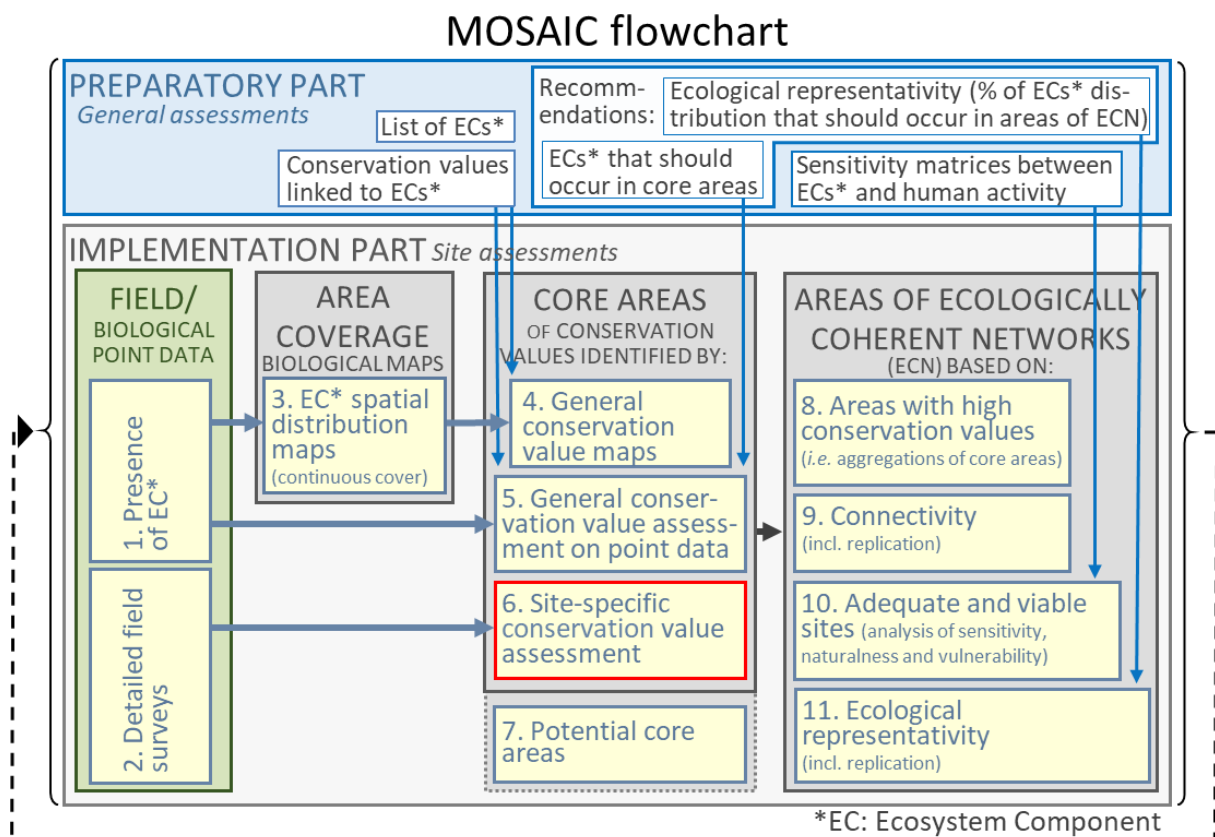 MOSAIC flowchart
PREPARATORY PART
General assessments
List of ECs*
Conservation values
linked to ECs*
Recomm-
endations:
Ecological representativity (% of ECs* dis-
tribution that should occur in areas of ECN)
ECs* that should
occur in core areas
Sensitivity matrices between
ECs* and human activity
IMPLEMENTATION PART Site assessments
FIELD/
BIOLOGICAL
POINT DATA
1. Presence
of EC*
2. Detailed field
surveys
AREA
COVERAGE
BIOLOGICAL MAPS
3. EC* spatial
distribution
maps
(continuous cover)
CORE AREAS
OF CONSERVATION
VALUES IDENTIFIED BY:
4. General
conservation
value maps
5. General conser-
vation value assess-
ment on point data
6. Site-specific
conservation value
assessment
7. Potential core
areas
AREAS OF ECOLOGICALLY
COHERENT NETWORKS
(ECN) BASED ON:
8. Areas with high
conservation values
(i.e. aggregations of core areas)
9. Connectivity
(incl. replication)
10. Adequate and viable
sites (analysis of sensitivity,
naturalness and vulnerability)
11. Ecological
representativity
(incl. replication)
*EC: Ecosystem Component